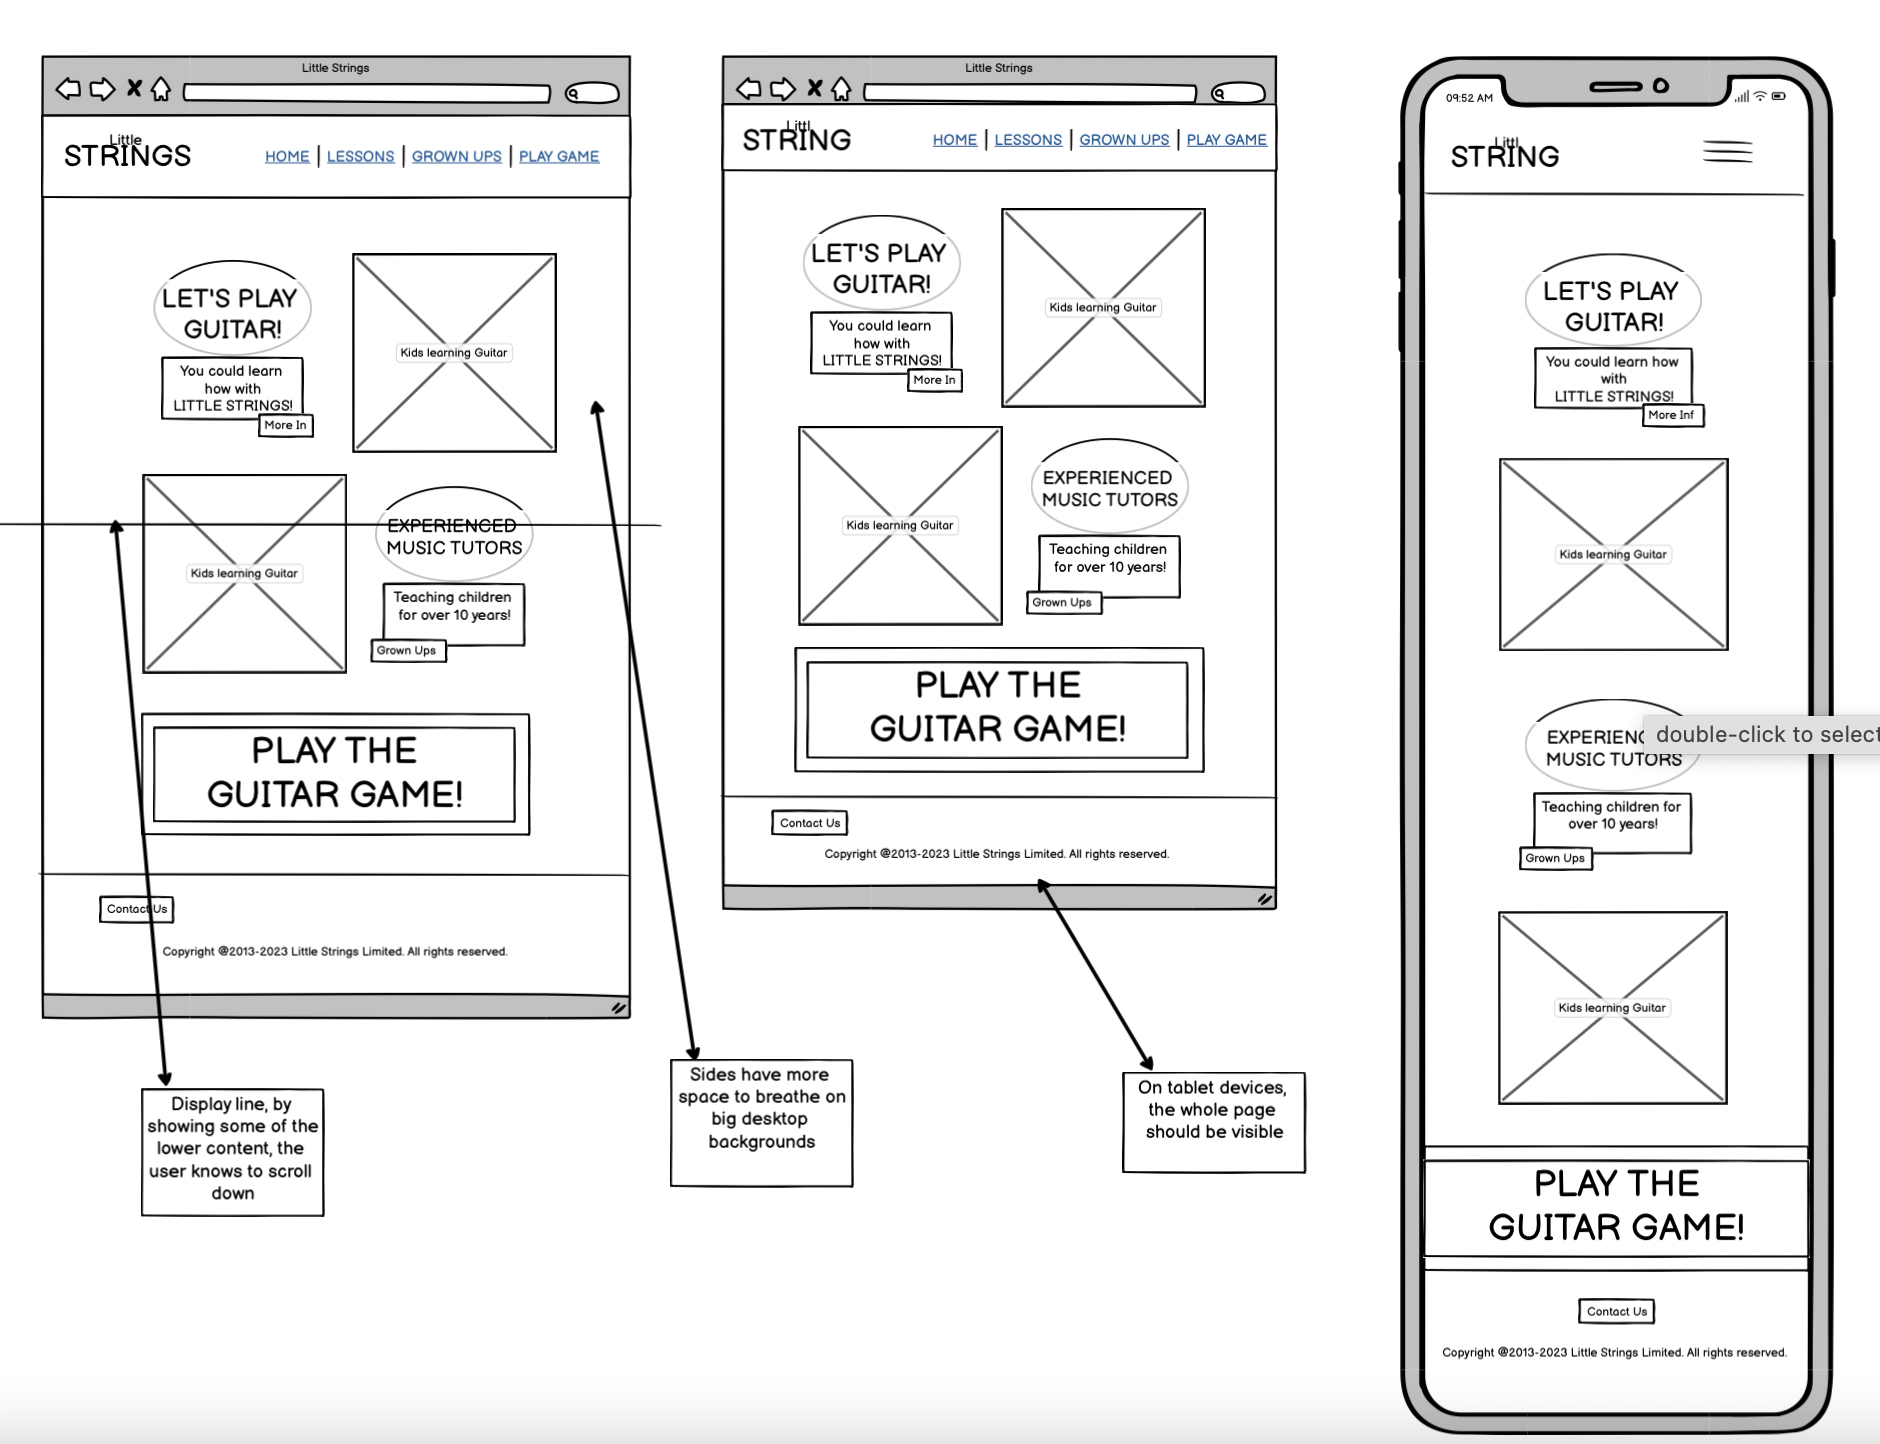 Little Strings
Little
STRINGS
HOME | LESSONS | GROWN UPS | PLAY GAME
LET'S PLAY
GUITAR!
You could learn
how with
LITTLE STRINGS!
More In
Kids learning Guitar
Kids learning Guitar
EXPERIENCED
MUSIC TUTORS
Teaching children
for over 10 years!
Grown Ups
PLAY THE
GUITAR GAME!
Contact Us
Copyright @2013-2023 Little Strings Limited. All rights reserved.
Display line, by
showing some of the
lower content, the
user knows to scroll
down
Sides have more
space to breathe on
big desktop
backgrounds
Little Strings
Littl
STRING
HOME | LESSONS | GROWN UPS | PLAY GAME
LET'S PLAY
GUITAR!
You could learn
how with
LITTLE STRINGS!
More In
Kids learning Guitar
Kids learning Guitar
EXPERIENCED
MUSIC TUTORS
Teaching children
for over 10 years!
Grown Ups
PLAY THE
GUITAR GAME!
Contact Us
Copyright @2013-2023 Little Strings Limited. All rights reserved.
On tablet devices,
the whole page
should be visible
09:52 AM
Littl
STRING
LET'S PLAY
GUITAR!
You could learn how
with
LITTLE STRINGS!
More Inf
Kids learning Guitar
EXPERIENC
double-click to select
MUSIC TUTORS
Teaching children for
over 10 years!
Grown Ups
Kids learning Guitar
PLAY THE
GUITAR GAME!
Contact Us
Copyright @2013-2023 Little Strings Limited. All rights reserved.